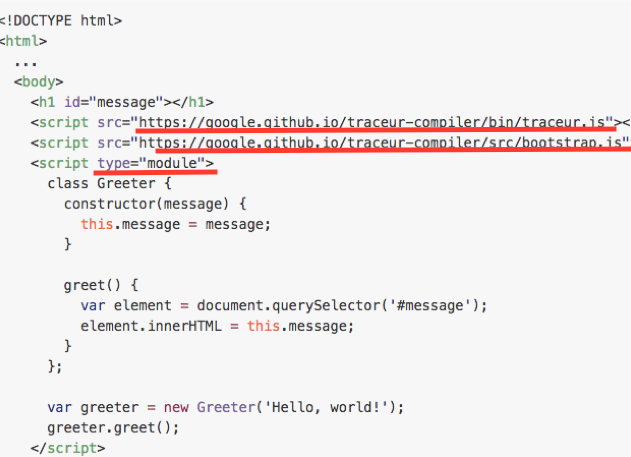 <!DOCTYPE html>
<html>
...
<body>
<h1 id="message"></h1>
<script src="https://google.github.io/traceur-compiler/bin/traceur.js"><
<script src="https://google.github.io/traceur-compiler/src/bootstrap.js"
<script type="module">
class Greeter {
constructor(message) {
this.message = message;
}
greet() {
var element = document.querySelector('#message');
element.innerHTML = this.message;
}
};
var greeter = new Greeter('Hello, world!');
greeter.greet();
</script>